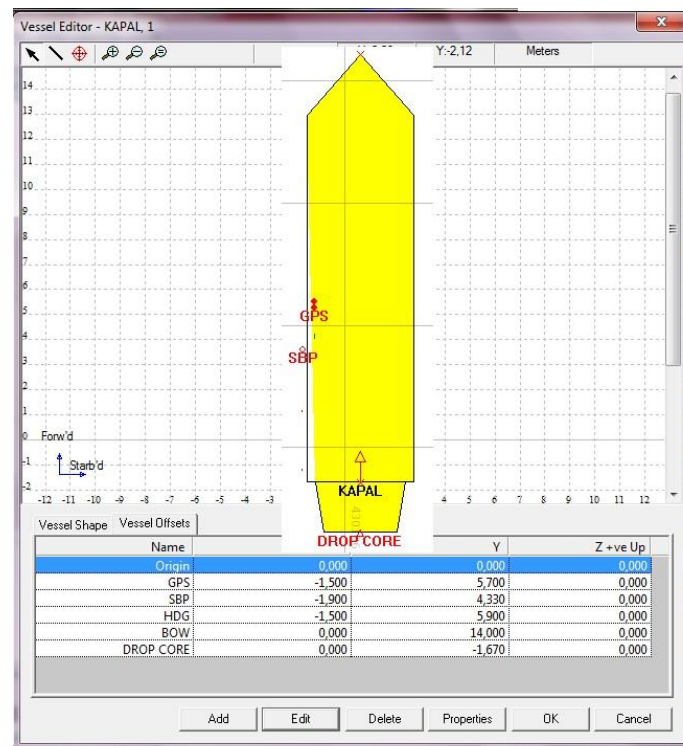 Vessel Editor - KAPAL, 1
Y:-2,12 Meters
14
13
12
11
10
9
8
7
6
5
4
3
2
1
0
-1
-2
GPS
SBP
Forw'd
Starb'd
-12 -11 -10 -9 -8 -7 -6 -5 -4 -3 4 5 6 7 8 9 10 11 12
KAPAL
DROP CORE
Vessel Shape Vessel Offsets
Name Y Z +ve Up
Origin 0,000 0,000 0,000
GPS -1,500 5,700 0,000
SBP -1,900 4,330 0,000
HDG -1,500 5,900 0,000
BOW 0,000 14,000 0,000
DROP CORE 0,000 -1,670 0,000
Add Edit Delete Properties OK Cancel